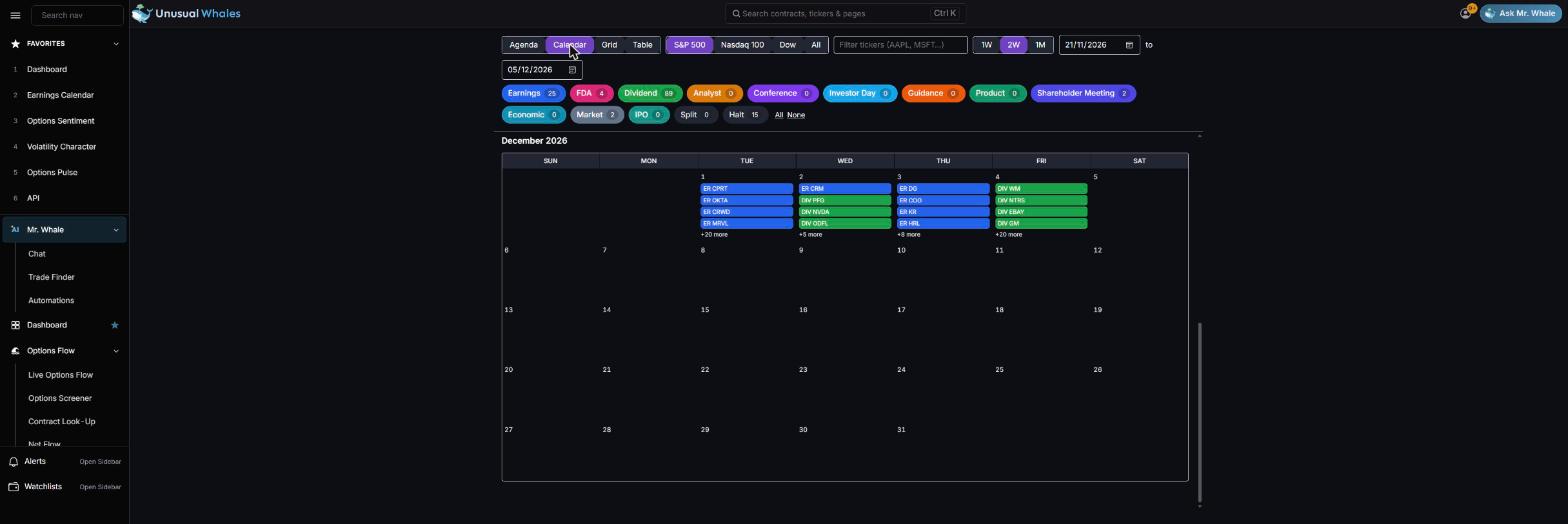 Search nav
Unusual Whales
Search contracts, tickers & pages Ctrl K
9+
Ask Mr. Whale
FAVORITES
1 Dashboard
2 Earnings Calendar
3 Options Sentiment
4 Volatility Character
5 Options Pulse
6 API
AI Mr. Whale
Chat
Trade Finder
Automations
Dashboard
Options Flow
Live Options Flow
Options Screener
Contract Look-Up
Net Flow
Alerts Open Sidebar
Watchlists Open Sidebar
Agenda Calendar Grid Table S&P 500 Nasdaq 100 Dow All Filter tickers (AAPL, MSFT...) 1W 2W 1M 21/11/2026 to
05/12/2026
Earnings 25 FDA 4 Dividend 89 Analyst 0 Conference 0 Investor Day 0 Guidance 0 Product 0 Shareholder Meeting 2
Economic 0 Market 2 IPO 0 Split 0 Halt 15 All None
December 2026
SUN MON TUE WED THU FRI SAT
1 2 3 4 5
ER CPRT ER CRM ER DG DIV WM
ER OKTA DIV PFG ER COO DIV NTRS
ER CRWD DIV NVDA ER KR DIV EBAY
ER MRVL DIV ODFL ER HRL DIV GM
+20 more +5 more +8 more +20 more
6 7 8 9 10 11 12
13 14 15 16 17 18 19
20 21 22 23 24 25 26
27 28 29 30 31